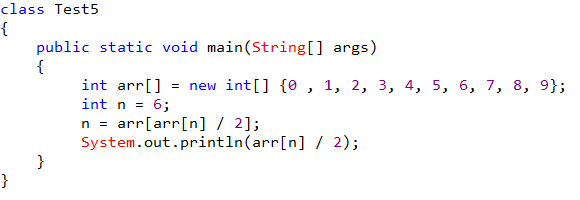 class Test5
{
    public static void main(String[] args)
    {
         int arr[] = new int[] {0 , 1, 2, 3, 4, 5, 6, 7, 8, 9};
         int n = 6;
         n = arr[arr[n] / 2];
         System.out.println(arr[n] / 2);
    }
}